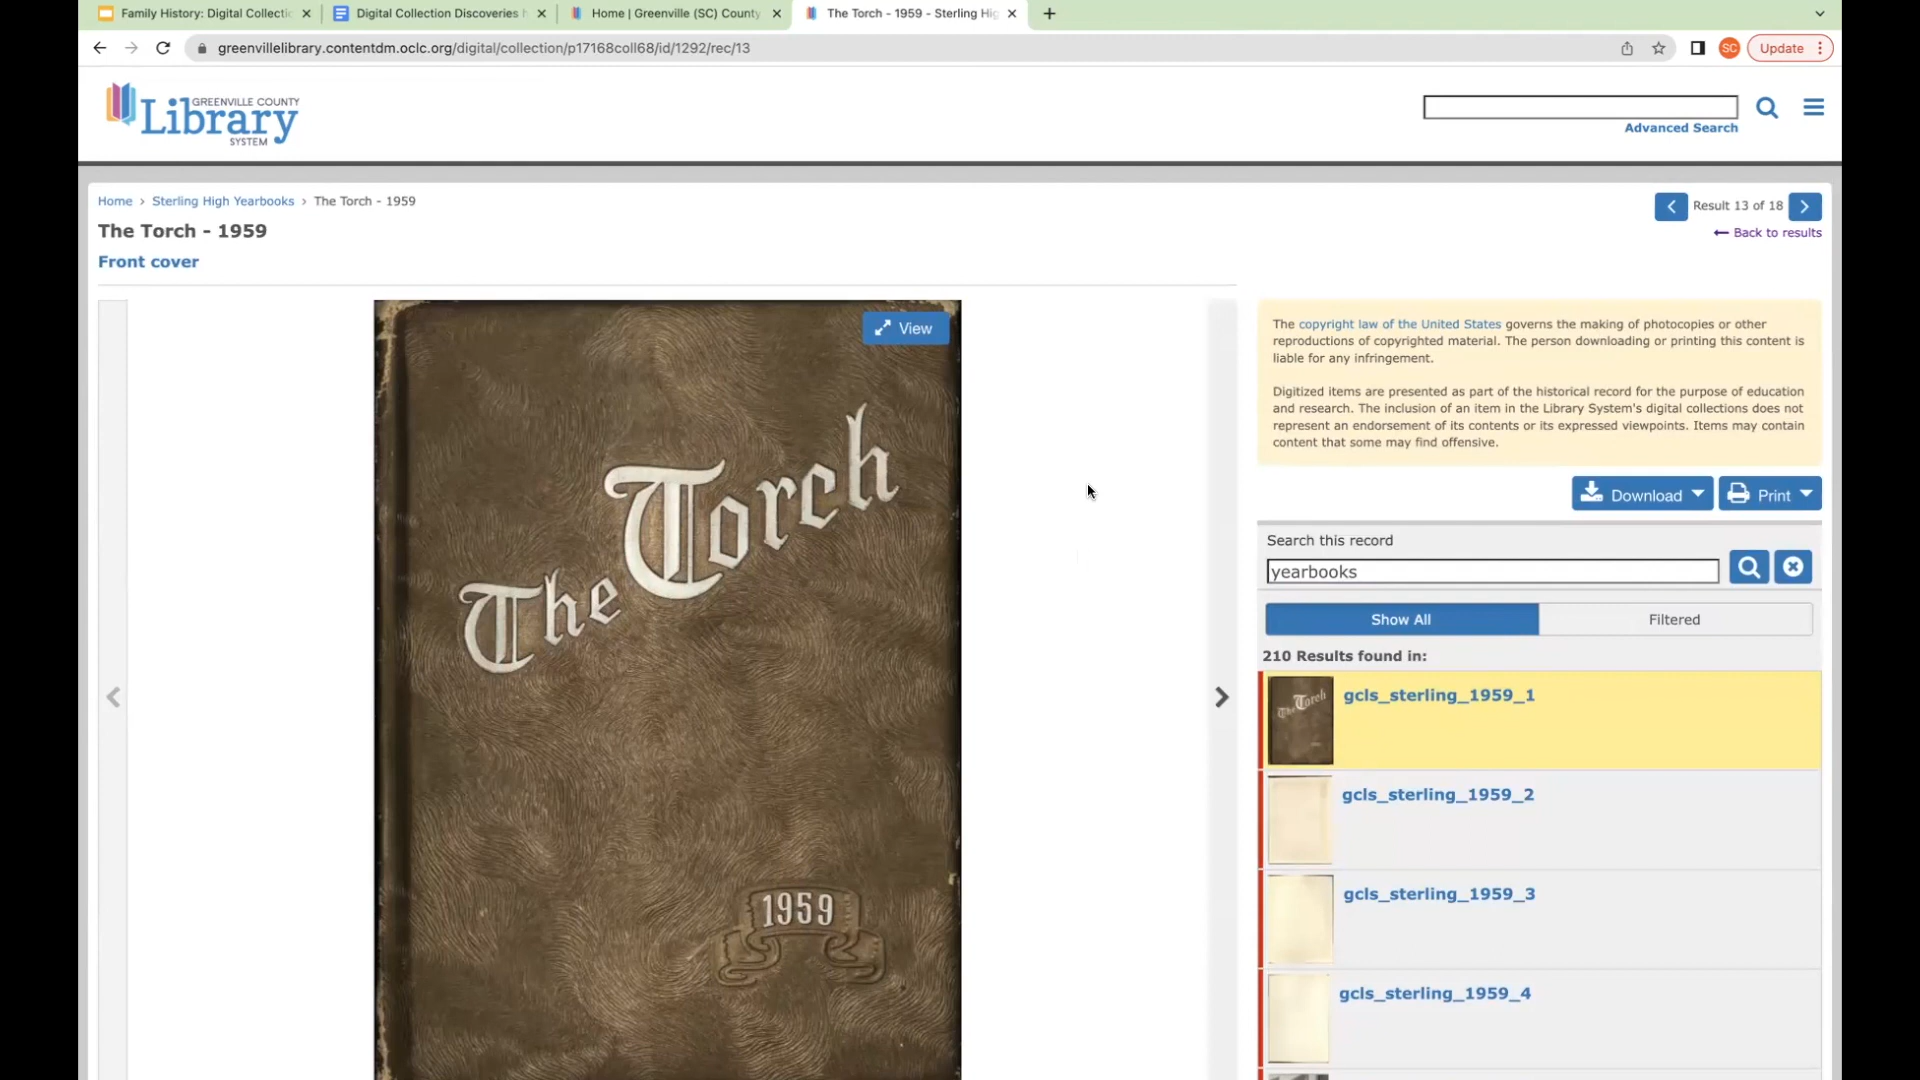 Family History: Digital Collecti
Digital Collection Discoveries h
Home | Greenville (SC) County
The Torch - 1959 - Sterling Hig
greenvillelibrary.contentdm.oclc.org/digital/collection/p17168coll68/id/1292/rec/13
SC
Update
GREENVILLE COUNTY
Library
SYSTEM
Advanced Search
Home › Sterling High Yearbooks › The Torch - 1959
Result 13 of 18
The Torch - 1959
Back to results
Front cover
View
The Torch
1959
The copyright law of the United States governs the making of photocopies or other
reproductions of copyrighted material. The person downloading or printing this content is
liable for any infringement.
Digitized items are presented as part of the historical record for the purpose of education
and research. The inclusion of an item in the Library System's digital collections does not
represent an endorsement of its contents or its expressed viewpoints. Items may contain
content that some may find offensive.
Download
Print
Search this record
yearbooks
Show All
Filtered
210 Results found in:
The Torch
gcls_sterling_1959_1
gcls_sterling_1959_2
gcls_sterling_1959_3
gcls_sterling_1959_4